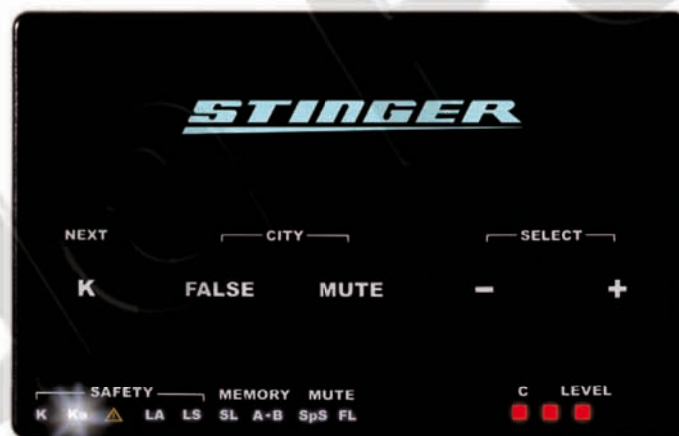 STINGER
NEXT CITY SELECT
K FALSE MUTE - +
SAFETY MEMORY MUTE C LEVEL
K Ka LA LS SL A•B SpS FL